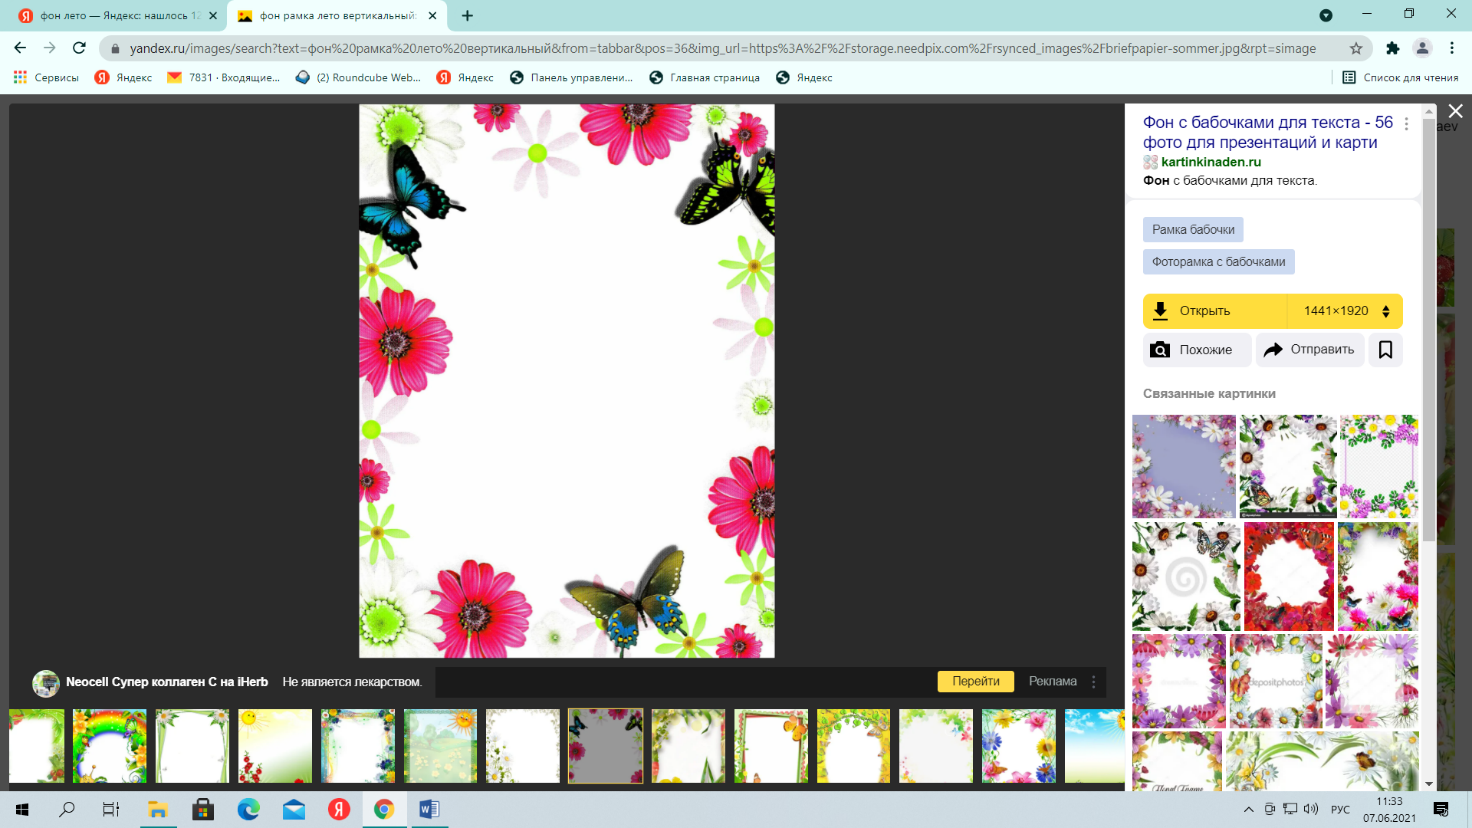 фон лето — Яндекс: нашлось 12
фон рамка лето вертикальный:
yandex.ru/images/search?text=фон%20рамка%20лето%20вертикальный&from=tabbar&pos=36&img_url=https%3A%2F%2Fstorage.needpix.com%2Frsynced_images%2Fbriefpapier-sommer.jpg&rpt=simage
Сервисы
Яндекс
7831 · Входящие...
(2) Roundcube Web...
Яндекс
Панель управлени...
Главная страница
Яндекс
Список для чтения
Фон с бабочками для текста - 56
фото для презентаций и карти
kartinkinaden.ru
Фон с бабочками для текста.
aev
Рамка бабочки
Фоторамка с бабочками
Открыть 1441×1920
Похожие
Отправить
Связанные картинки
depositphotos
Neocell Супер коллаген C на iHerb Не является лекарством.
Перейти
Реклама
РУС
11:33
07.06.2021